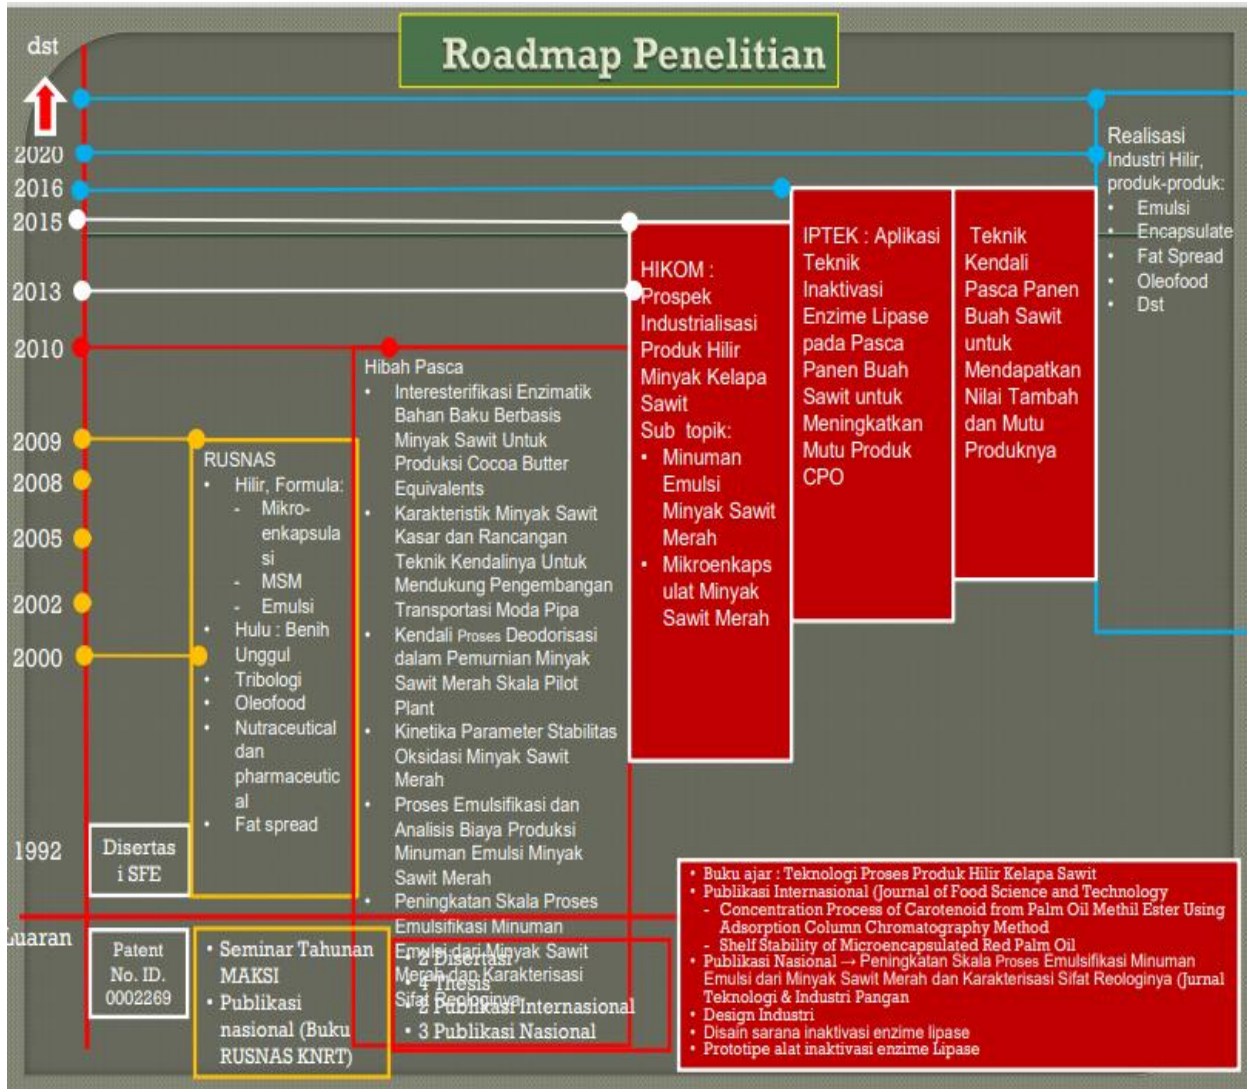 Roadmap Penelitian
dst
2020
2016
2015
2013
2010
2009
2008
2005
2002
2000
1992
Luaran
Disertas
i SFE
Patent
No. ID.
0002269
RUSNAS
• Hilir, Formula:
- Mikro-
enkapsula
si
- MSM
- Emulsi
• Hulu : Benih
Unggul
• Tribologi
• Oleofood
• Nutraceutical
dan
pharmaceutic
al
• Fat spread
• Seminar Tahunan
MAKSI
• Publikasi
nasional (Buku
RUSNAS KNRT)
Hibah Pasca
• Interesterifikasi Enzimatik
Bahan Baku Berbasis
Minyak Sawit Untuk
Produksi Cocoa Butter
Equivalents
• Karakteristik Minyak Sawit
Kasar dan Rancangan
Teknik Kendalinya Untuk
Mendukung Pengembangan
Transportasi Moda Pipa
• Kendali Proses Deodorisasi
dalam Pemurnian Minyak
Sawit Merah Skala Pilot
Plant
• Kinetika Parameter Stabilitas
Oksidasi Minyak Sawit
Merah
• Proses Emulsifikasi dan
Analisis Biaya Produksi
Minuman Emulsi Minyak
Sawit Merah
• Peningkatan Skala Proses
Emulsifikasi Minuman
Emulsi dari Minyak Sawit
Merah dan Karakterisasi
Sifat Reologinya
• 2 Disertasi
• 4 Thesis
• 2 Publikasi Internasional
• 3 Publikasi Nasional
HIKOM :
Prospek
Industrialisasi
Produk Hilir
Minyak Kelapa
Sawit
Sub topik:
• Minuman
Emulsi
Minyak Sawit
Merah
• Mikroenkaps
ulat Minyak
Sawit Merah
IPTEK : Aplikasi
Teknik
Inaktivasi
Enzime Lipase
pada Pasca
Panen Buah
Sawit untuk
Meningkatkan
Mutu Produk
CPO
Teknik
Kendali
Pasca Panen
Buah Sawit
untuk
Mendapatkan
Nilai Tambah
dan Mutu
Produknya
Realisasi
Industri Hilir,
produk-produk:
• Emulsi
• Encapsulate
• Fat Spread
• Oleofood
• Dst
• Buku ajar : Teknologi Proses Produk Hilir Kelapa Sawit
• Publikasi Internasional (Journal of Food Science and Technology
- Concentration Process of Carotenoid from Palm Oil Methil Ester Using
Adsorption Column Chromatography Method
- Shelf Stability of Microencapsulated Red Palm Oil
• Publikasi Nasional → Peningkatan Skala Proses Emulsifikasi Minuman
Emulsi dari Minyak Sawit Merah dan Karakterisasi Sifat Reologinya (Jurnal
Teknologi & Industri Pangan
• Design Industri
• Disain sarana inaktivasi enzime lipase
• Prototipe alat inaktivasi enzime Lipase